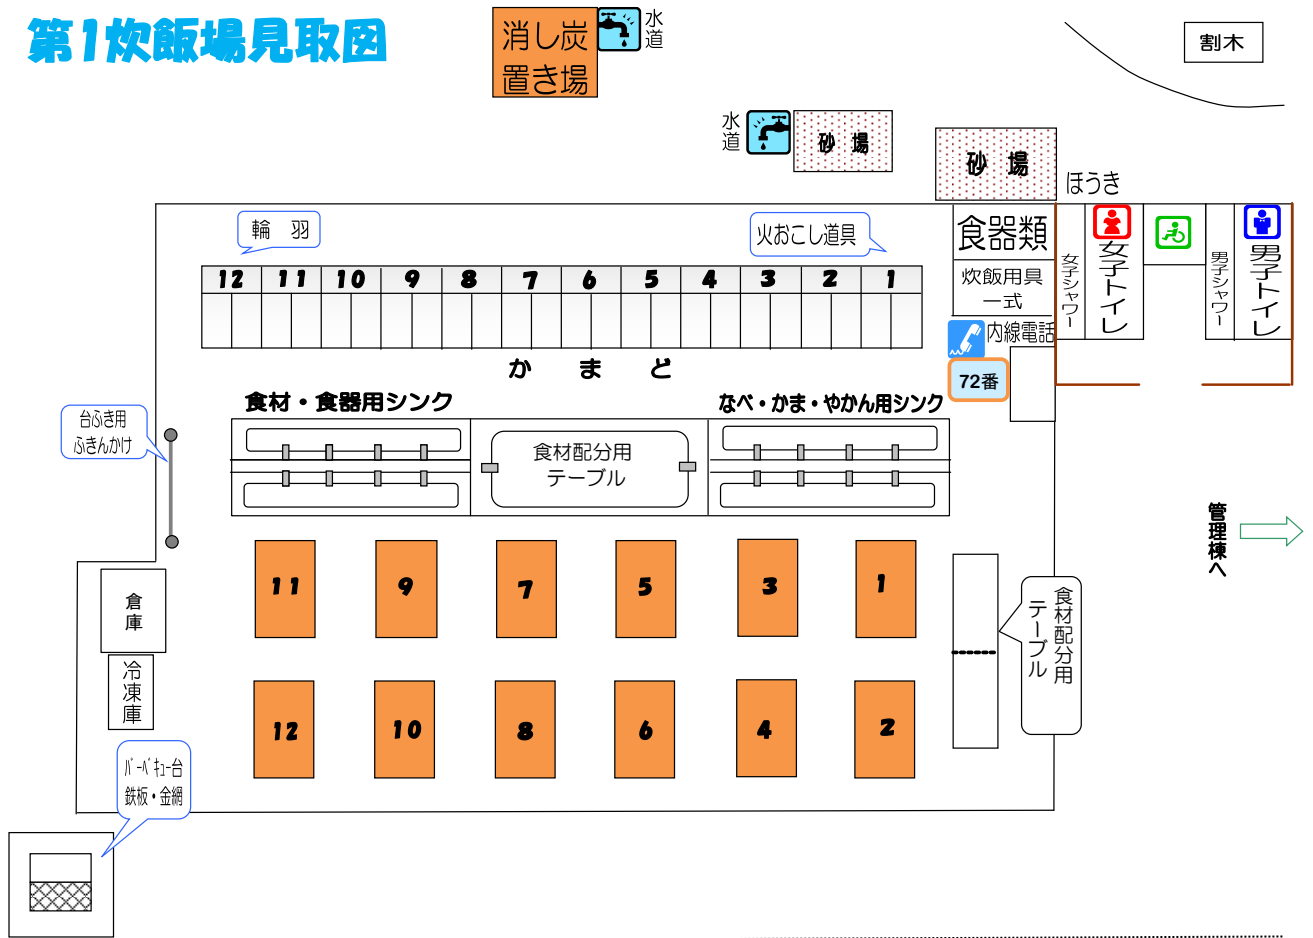 第1炊飯場見取図
消し炭
置き場
水道
割木
水道
砂　場
砂　場
ほうき
輪　羽
火おこし道具
食器類
炊飯用具
一式
女子シャワー
女子トイレ
男子シャワー
男子トイレ
12 11 10 9 8 7 6 5 4 3 2 1
内線電話
72番
か　ま　ど
食材・食器用シンク
なべ・かま・やかん用シンク
台ふき用
ふきんかけ
食材配分用
テーブル
管理棟へ
11 9 7 5 3 1
倉庫
食材配分用
テーブル
冷凍庫
12 10 8 6 4 2
バーベキュー台
鉄板・金網